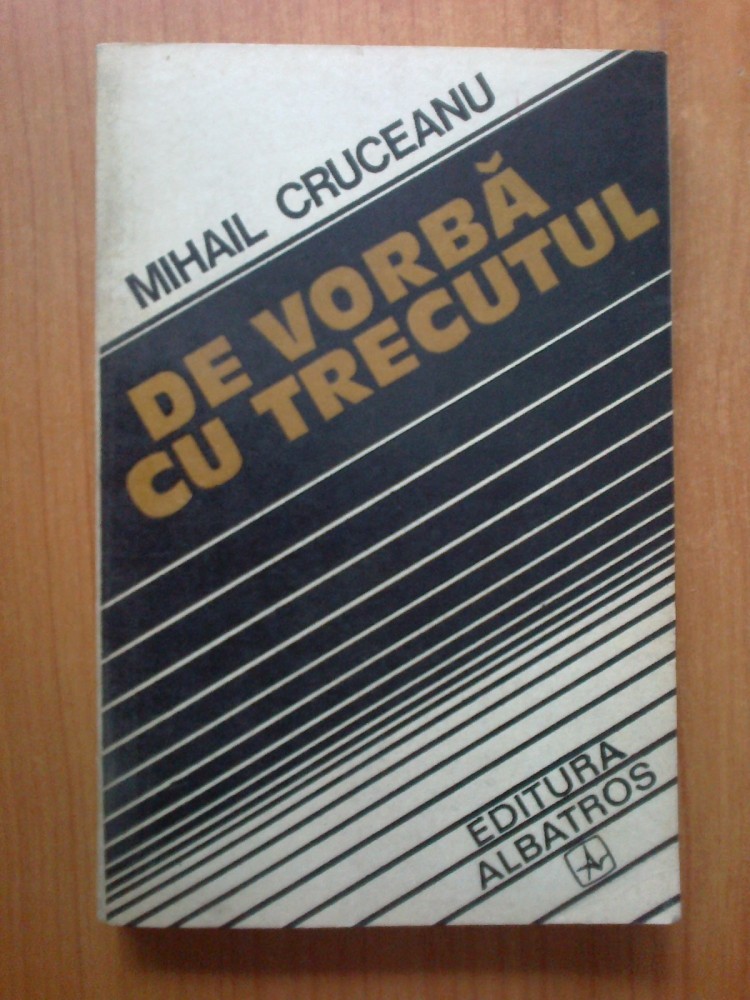 MIHAIL CRUCEANU
DE VORBĂ
CU TRECUTUL
EDITURA
ALBATROS